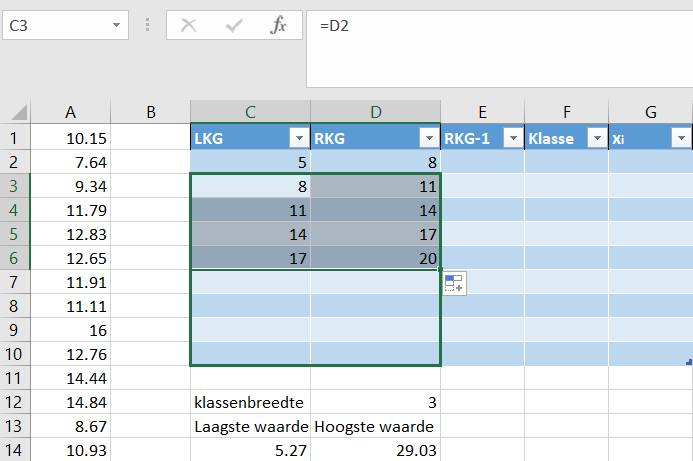 C3 fx =D2
A B C D E F G
1 10.15 LKG RKG RKG-1 Klasse xi
2 7.64 5 8
3 9.34 8 11
4 11.79 11 14
5 12.83 14 17
6 12.65 17 20
7 11.91
8 11.11
9 16
10 12.76
11 14.44
12 14.84 klassenbreedte 3
13 8.67 Laagste waarde Hoogste waarde
14 10.93 5.27 29.03